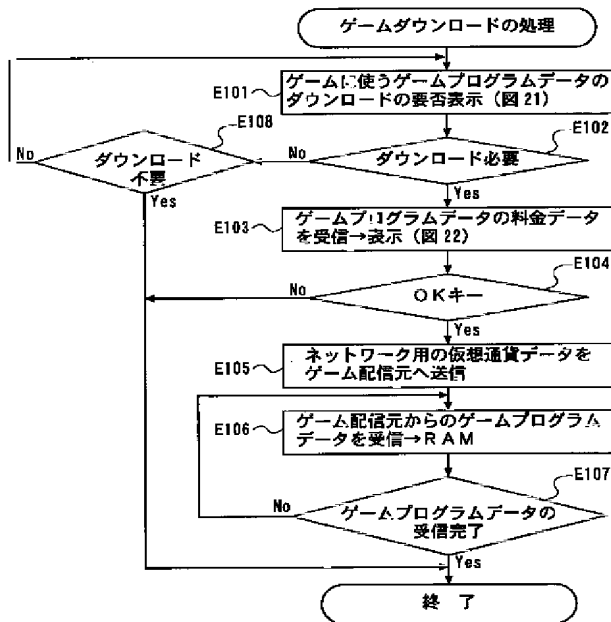 ゲームダウンロードの処理
E101
ゲームに使うゲームプログラムデータの
ダウンロードの要否表示（図21）
E108
E102
No
ダウンロード
不要
No
ダウンロード必要
Yes
Yes
E103
ゲームプログラムデータの料金データ
を受信→表示（図22）
E104
No
OKキー
Yes
E105
ネットワーク用の仮想通貨データを
ゲーム配信元へ送信
E106
ゲーム配信元からのゲームプログラム
データを受信→RAM
E107
No
ゲームプログラムデータの
受信完了
Yes
終 了